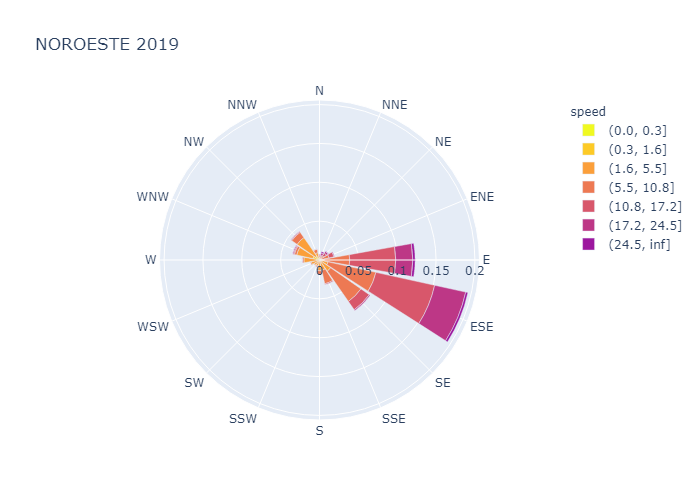 NOROESTE 2019
N
NNW
NNE
speed
(0.0, 0.3]
NW
NE
(0.3, 1.6]
(1.6, 5.5]
(5.5, 10.8]
WNW
ENE
(10.8, 17.2]
(17.2, 24.5]
(24.5, inf]
W
E
0
0.05
0.1
0.15
0.2
WSW
ESE
SW
SE
SSW
SSE
S